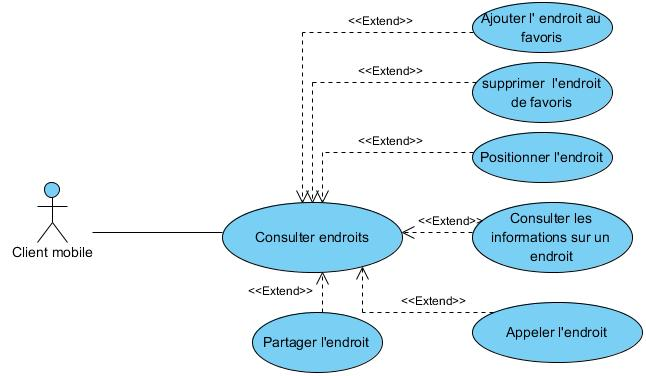 <<Extend>>
Ajouter l' endroit au
favoris
<<Extend>>
supprimer l'endroit
de favoris
<<Extend>>
Positionner l'endroit
Client mobile
Consulter endroits
<<Extend>>
Consulter les
informations sur un
endroit
<<Extend>>
Partager l'endroit
<<Extend>>
Appeler l'endroit